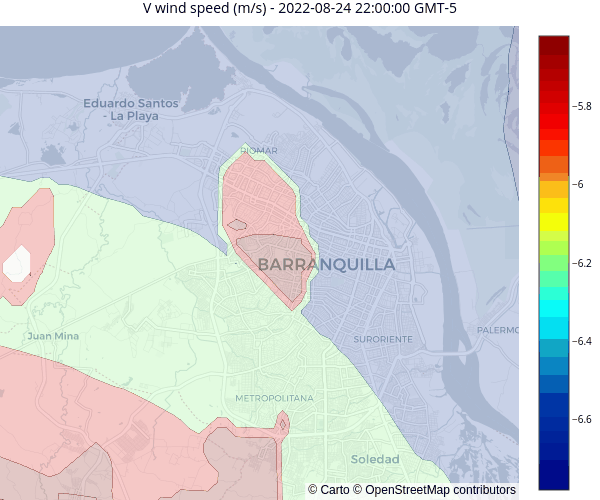 V wind speed (m/s) - 2022-08-24 22:00:00 GMT-5
Eduardo Santos
- La Playa
RIOMAR
BARRANQUILLA
Juan Mina
SURORIENTE
PALERMO
METROPOLITANA
Soledad
© Carto © OpenStreetMap contributors
−5.8
−6
−6.2
−6.4
−6.6